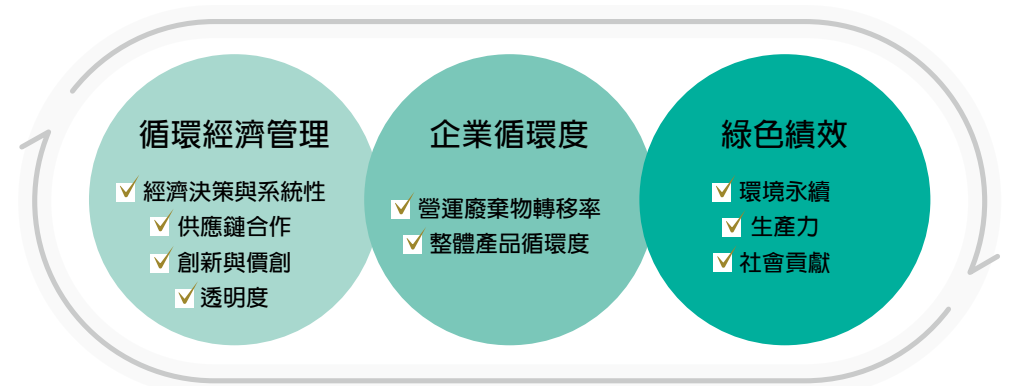 循環經濟管理
經濟決策與系統性
供應鏈合作
創新與價創
透明度
企業循環度
營運廢棄物轉移率
整體產品循環度
綠色績效
環境永續
生產力
社會貢獻